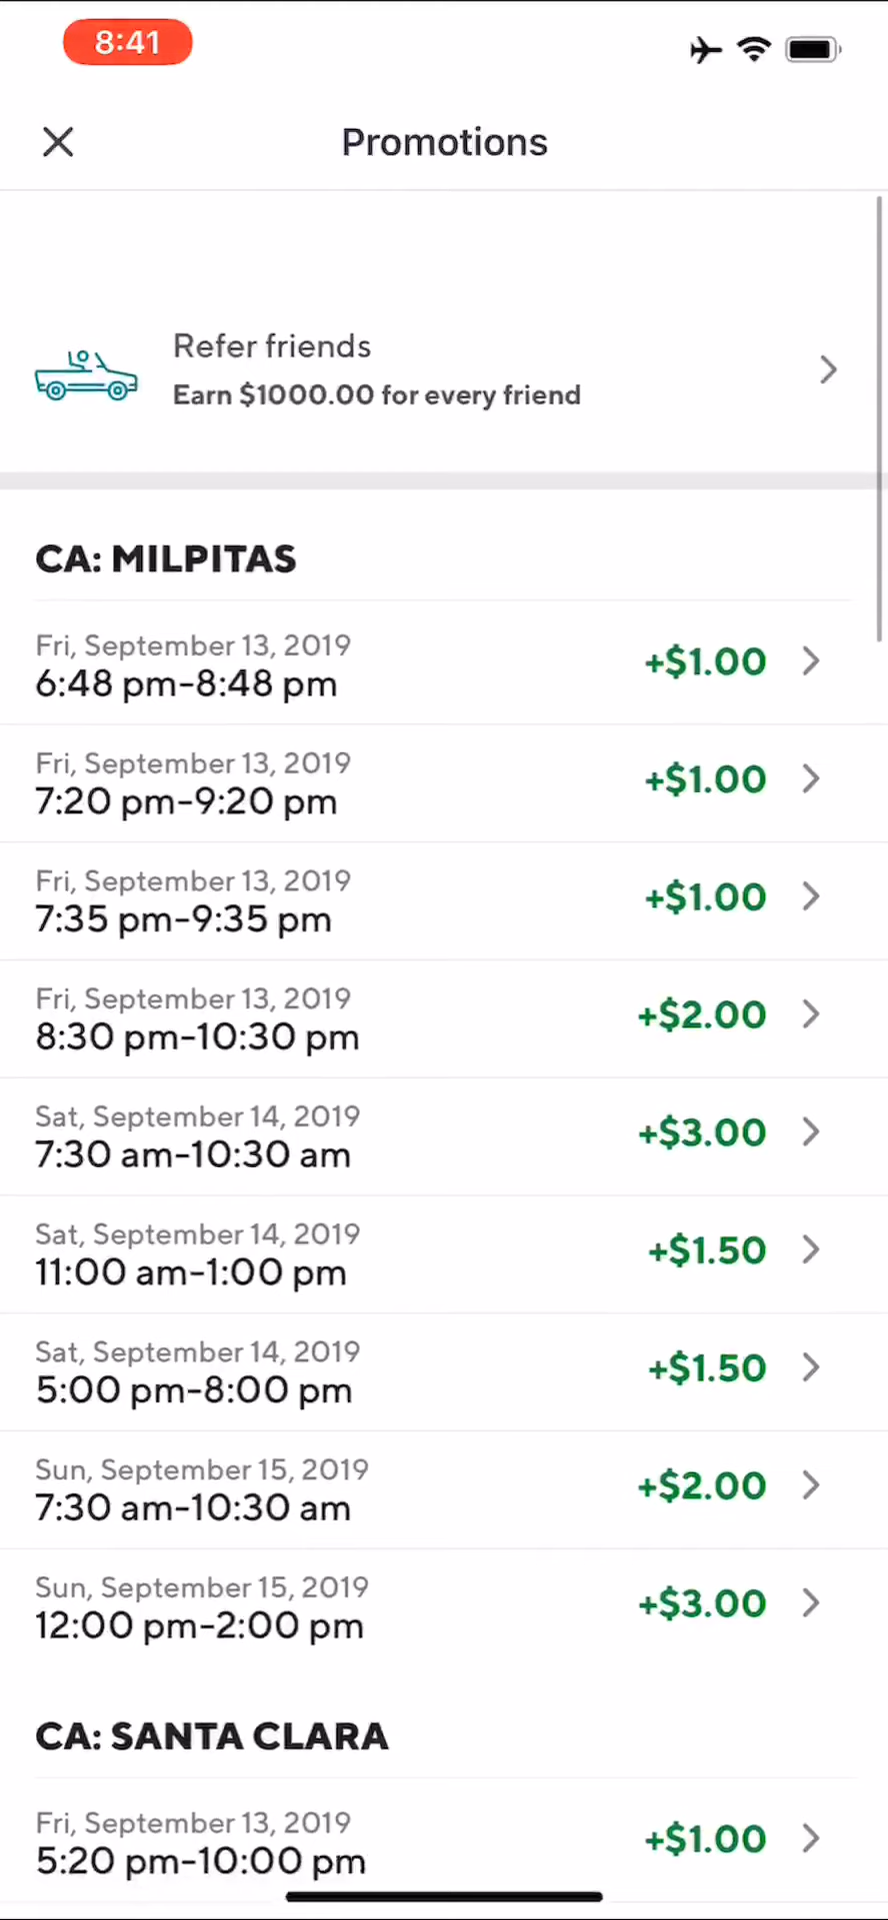 8:41
Promotions
Refer friends
Earn $1000.00 for every friend
CA: MILPITAS
Fri, September 13, 2019
6:48 pm-8:48 pm
+$1.00
Fri, September 13, 2019
7:20 pm-9:20 pm
+$1.00
Fri, September 13, 2019
7:35 pm-9:35 pm
+$1.00
Fri, September 13, 2019
8:30 pm-10:30 pm
+$2.00
Sat, September 14, 2019
7:30 am-10:30 am
+$3.00
Sat, September 14, 2019
11:00 am-1:00 pm
+$1.50
Sat, September 14, 2019
5:00 pm-8:00 pm
+$1.50
Sun, September 15, 2019
7:30 am-10:30 am
+$2.00
Sun, September 15, 2019
12:00 pm-2:00 pm
+$3.00
CA: SANTA CLARA
Fri, September 13, 2019
5:20 pm-10:00 pm
+$1.00